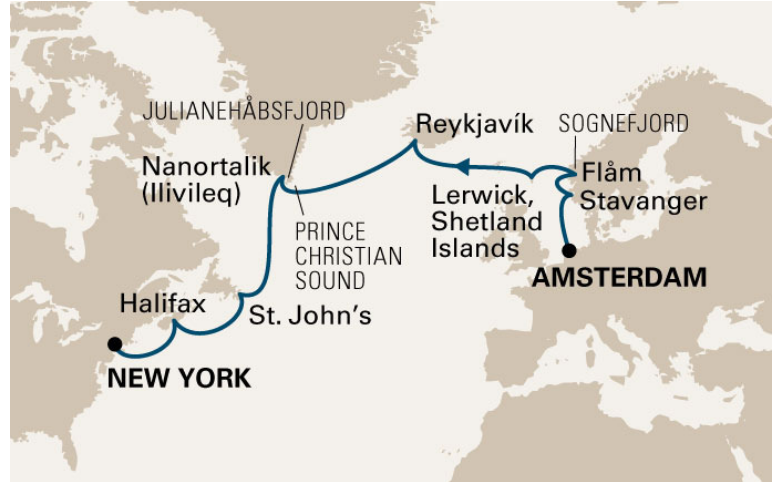 JULIANEHÅBSFJORD
Reykjavík
SOGNEFJORD
Nanortalik
(Ilivileq)
Flåm
Lerwick,
Shetland
Islands
Stavanger
PRINCE
CHRISTIAN
SOUND
AMSTERDAM
Halifax
St. John's
NEW YORK